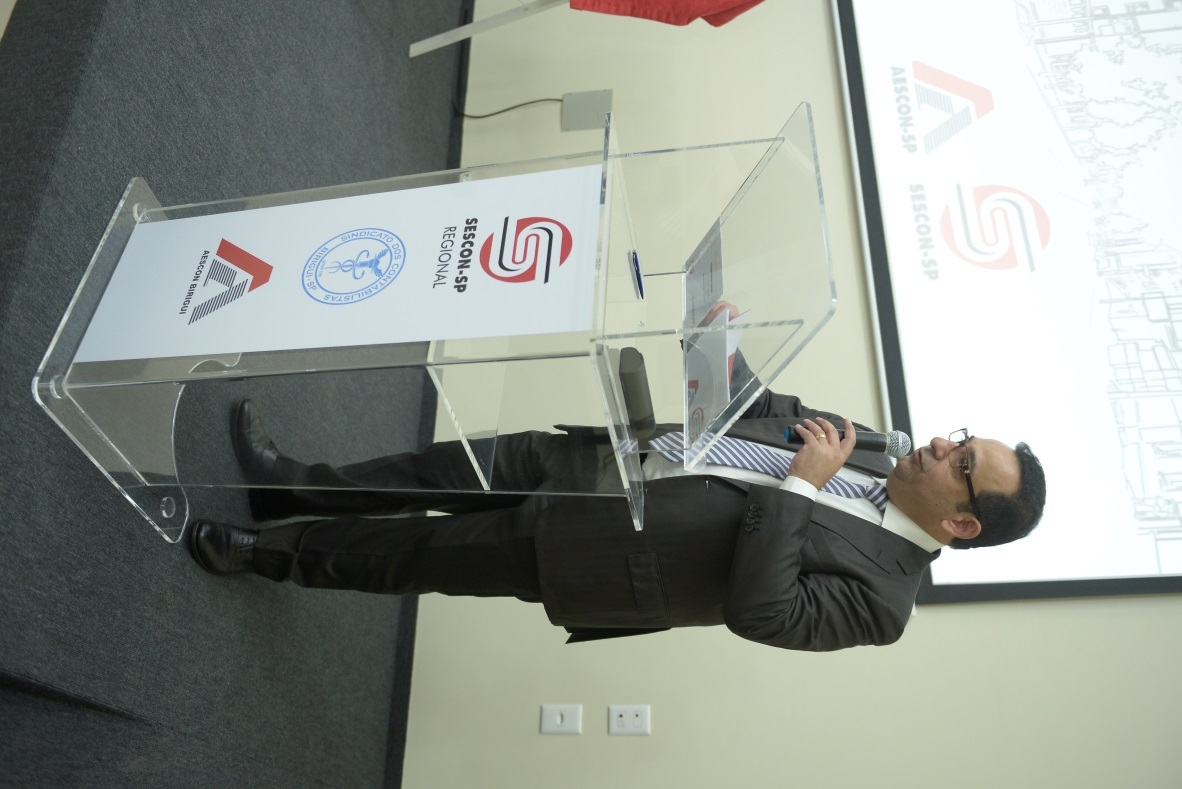 AESCON-SP
SESCON-SP
SESCON-SP
REGIONAL
SINDICATO DOS CONTABILISTAS
BIRIGUI - SP
AESCON BIRIGUI